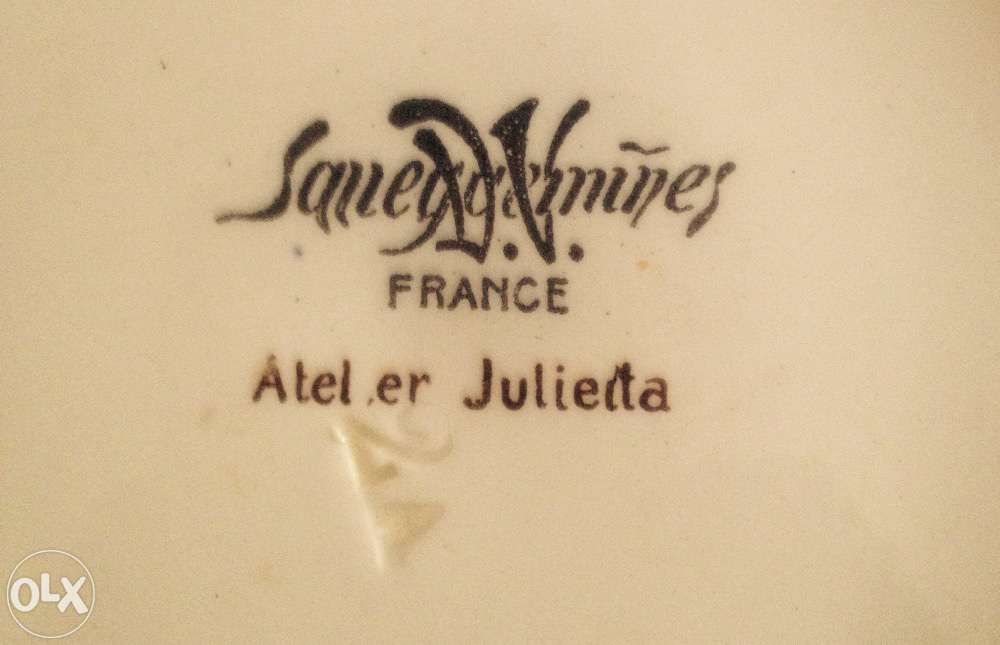 Sarreguemines
D.V.
FRANCE
Atelier Julietta
OLX